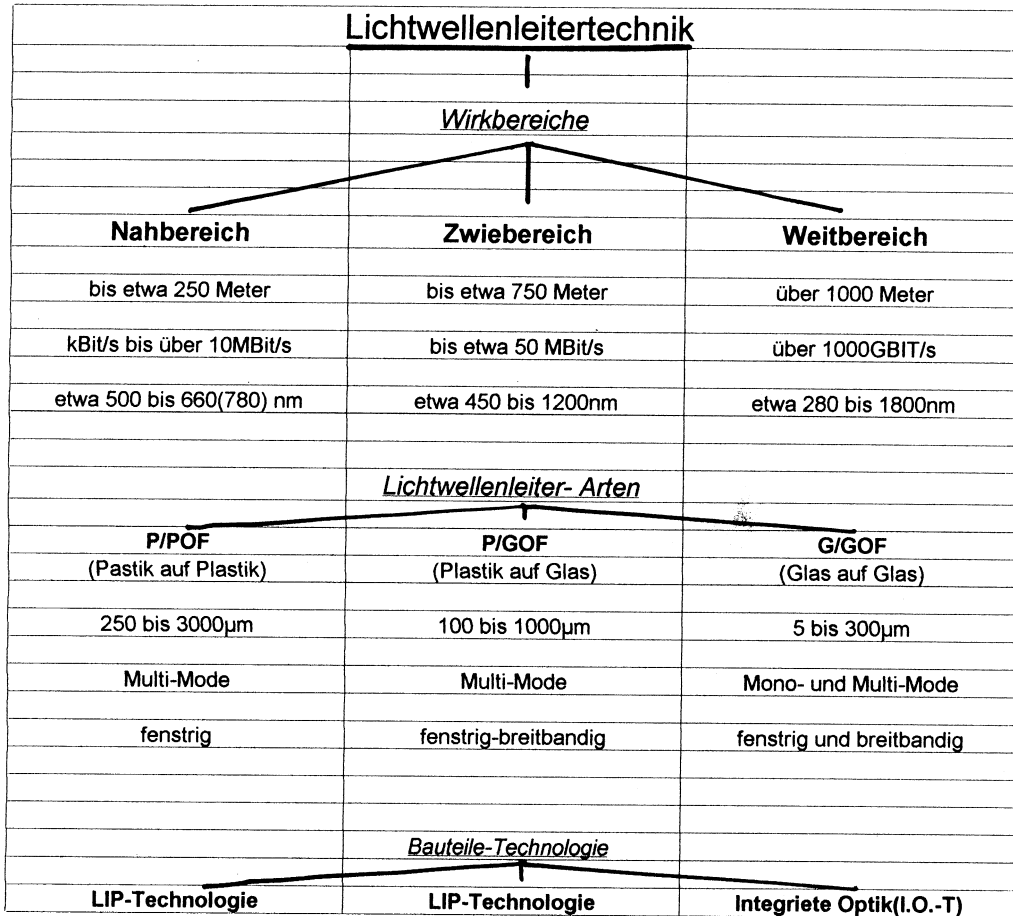 Lichtwellenleitertechnik
Wirkbereiche
Nahbereich Zwiebereich Weitbereich
bis etwa 250 Meter bis etwa 750 Meter über 1000 Meter
kBit/s bis über 10MBit/s bis etwa 50 MBit/s über 1000GBIT/s
etwa 500 bis 660(780) nm etwa 450 bis 1200nm etwa 280 bis 1800nm
Lichtwellenleiter- Arten
P/POF P/GOF G/GOF
(Pastik auf Plastik) (Plastik auf Glas) (Glas auf Glas)
250 bis 3000µm 100 bis 1000µm 5 bis 300µm
Multi-Mode Multi-Mode Mono- und Multi-Mode
fenstrig fenstrig-breitbandig fenstrig und breitbandig
Bauteile-Technologie
LIP-Technologie LIP-Technologie Integriete Optik(I.O.-T)